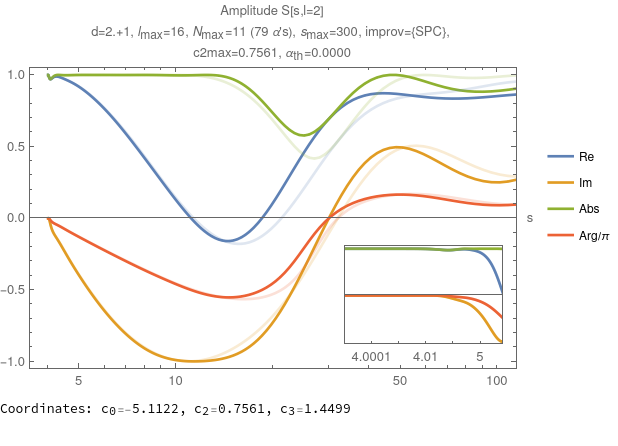 Amplitude S[s,l=2]
d=2.+1, lmax=16, Nmax=11 (79 α's), smax=300, improv={SPC},
c2max=0.7561, αth=0.0000
1.0
0.5
0.0
−0.5
−1.0
5
10
50
100
s
4.0001
4.01
5
Re
Im
Abs
Arg/π
Coordinates: c0=-5.1122, c2=0.7561, c3=1.4499